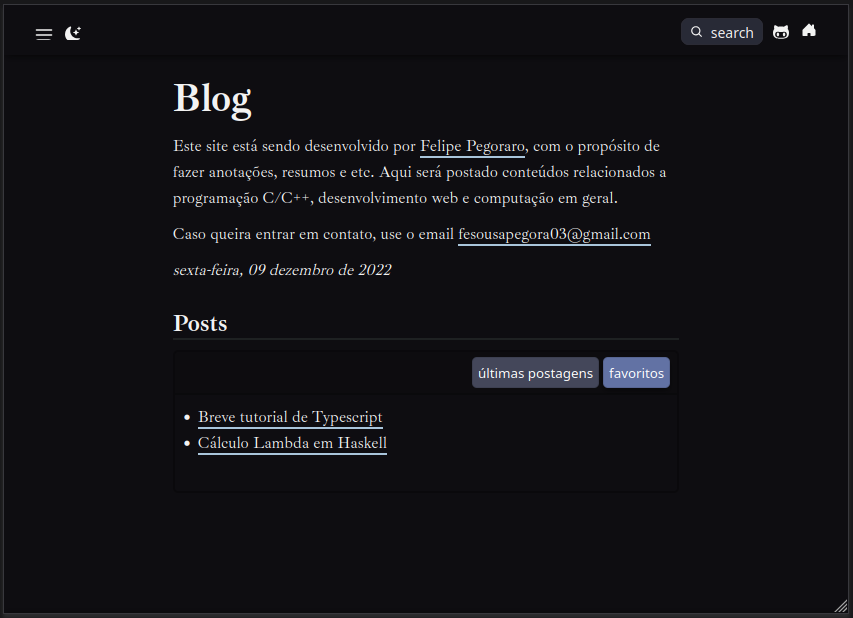 search
Blog
Este site está sendo desenvolvido por Felipe Pegoraro, com o propósito de
fazer anotações, resumos e etc. Aqui será postado conteúdos relacionados a
programação C/C++, desenvolvimento web e computação em geral.
Caso queira entrar em contato, use o email fesousapegora03@gmail.com
sexta-feira, 09 dezembro de 2022
Posts
últimas postagens favoritos
Breve tutorial de Typescript
Cálculo Lambda em Haskell